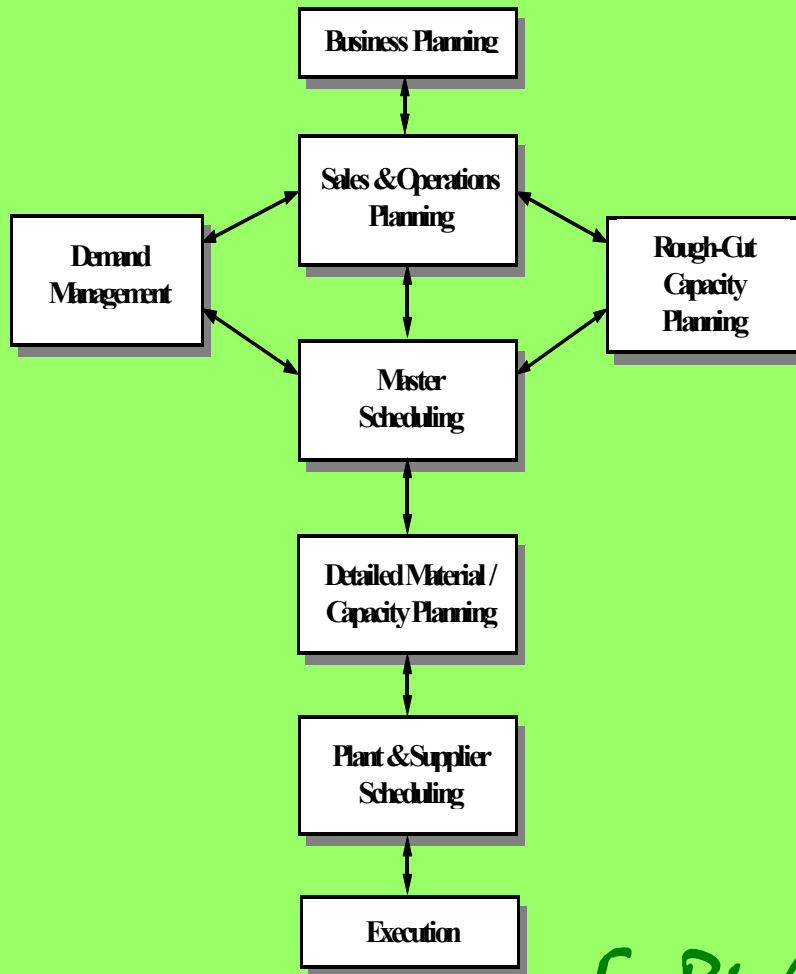 Business Planning
Sales & Operations
Planning
Demand
Management
Rough-Cut
Capacity
Planning
Master
Scheduling
Detailed Material /
Capacity Planning
Plant & Supplier
Scheduling
Execution